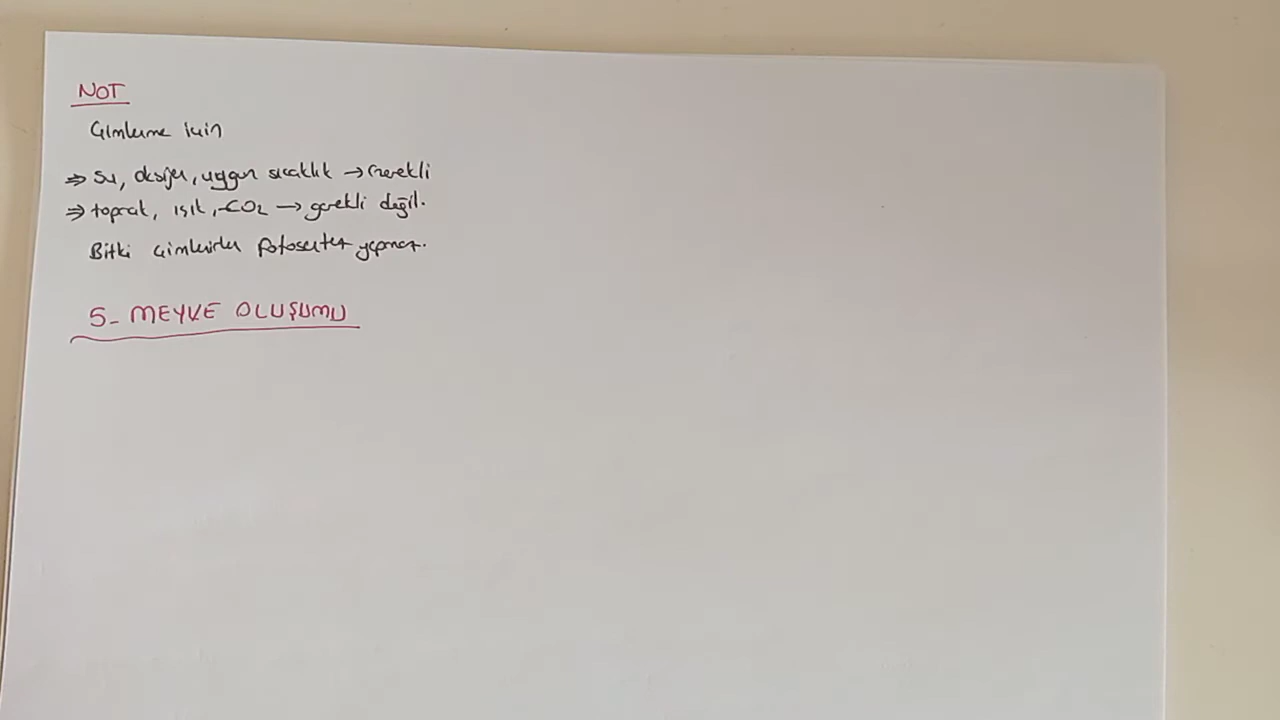 NOT
Çimlenme için
⇒ Su, oksijen, uygun sıcaklık → Gerekli
⇒ toprak, ışık, CO2 → gerekli değil.
Bitki çimlenirken fotosentez yapmaz.
5- MEYVE OLUŞUMU